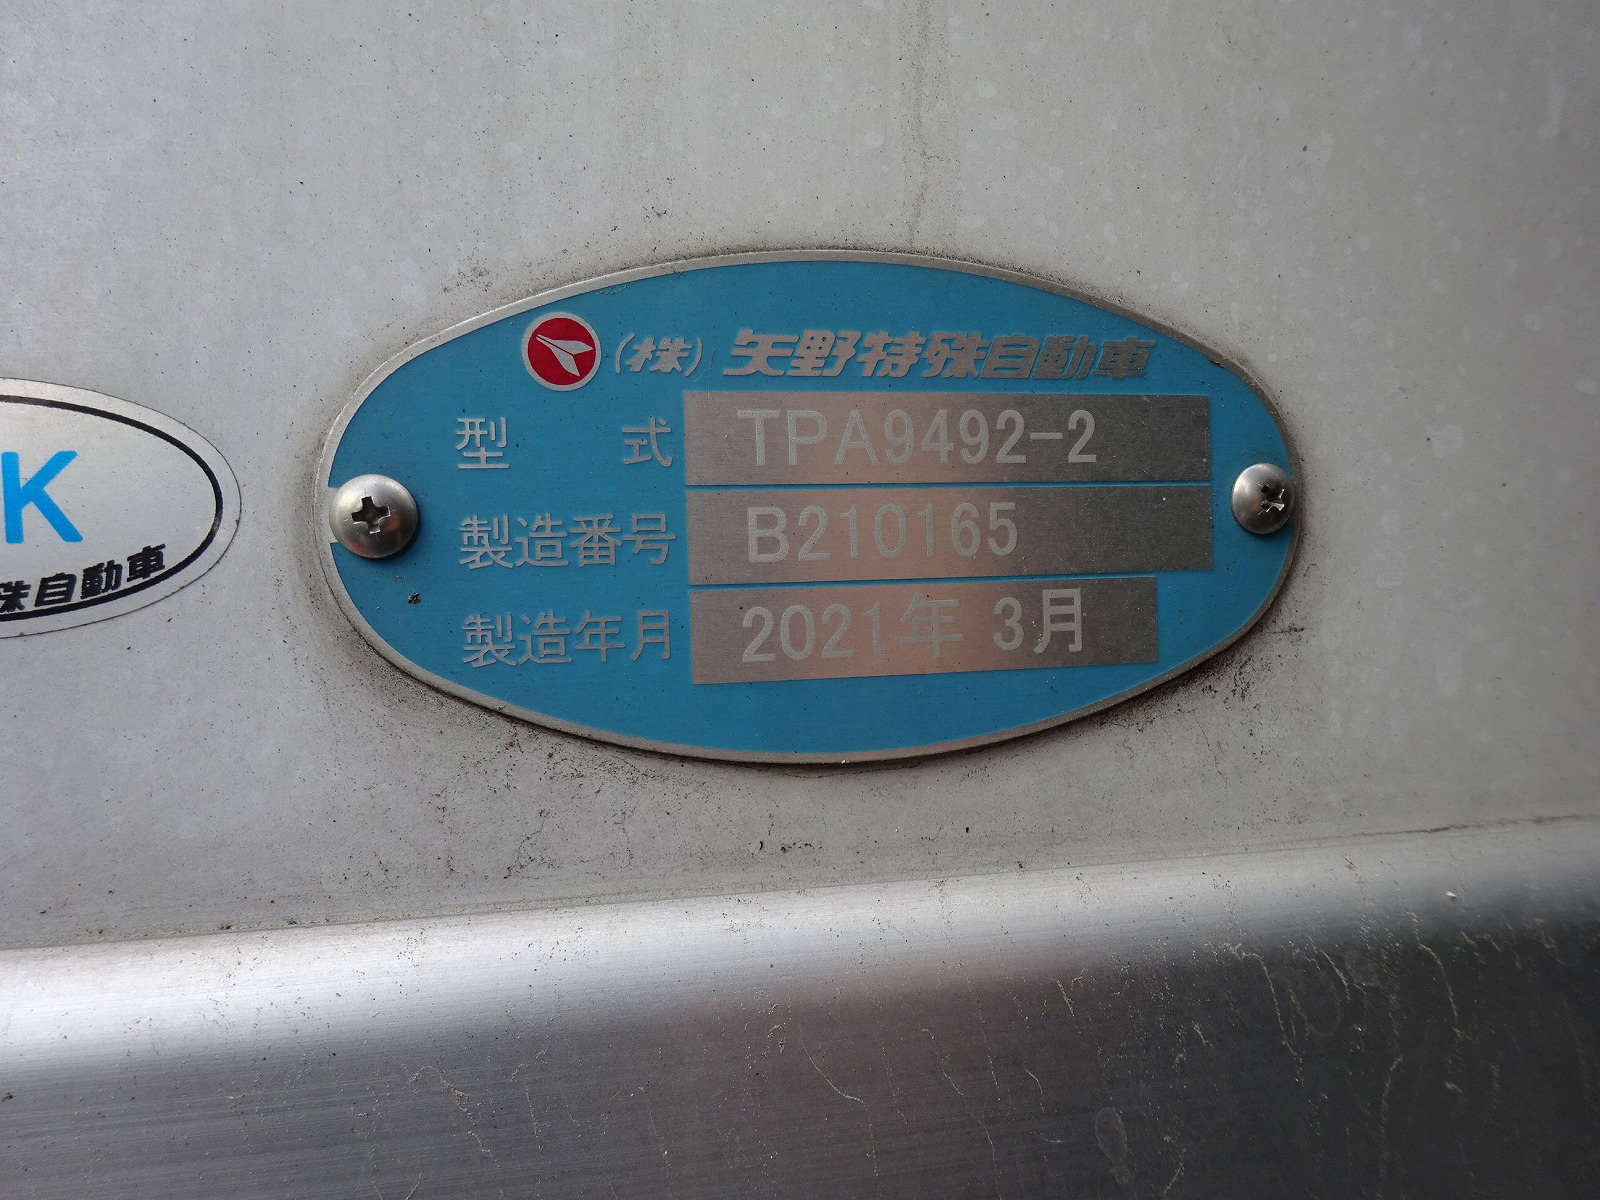 (株)矢野特殊自動車
型式 TPA9492-2
製造番号 B210165
製造年月 2021年 3月
K
殊自動車